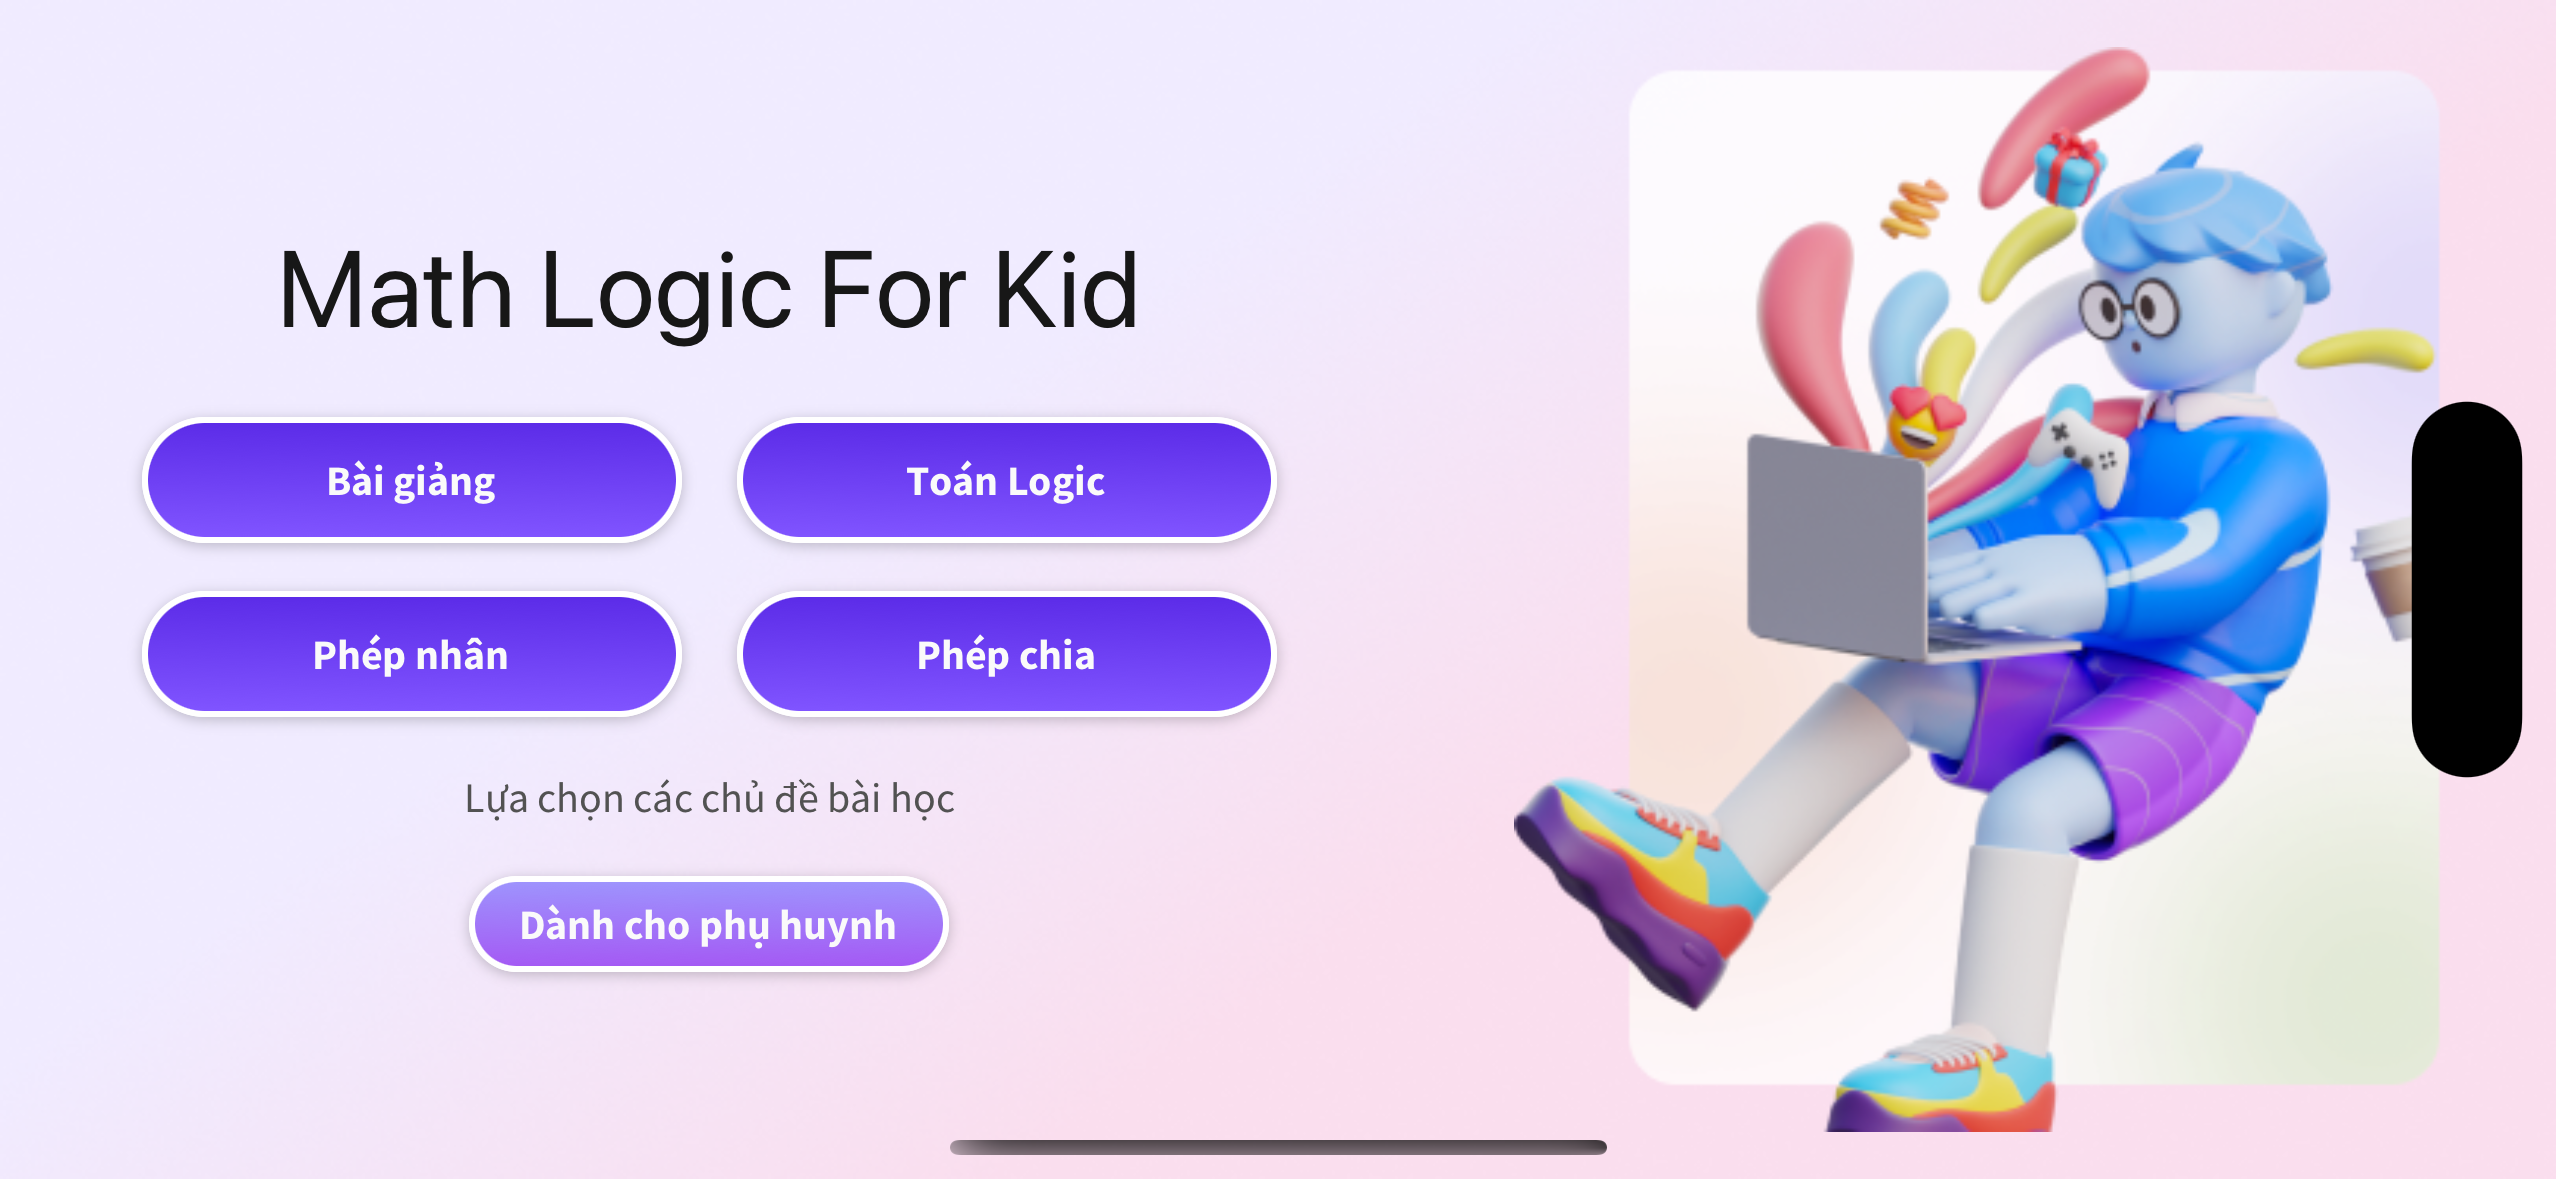 Math Logic For Kid
Bài giảng
Toán Logic
Phép nhân
Phép chia
Lựa chọn các chủ đề bài học
Dành cho phụ huynh